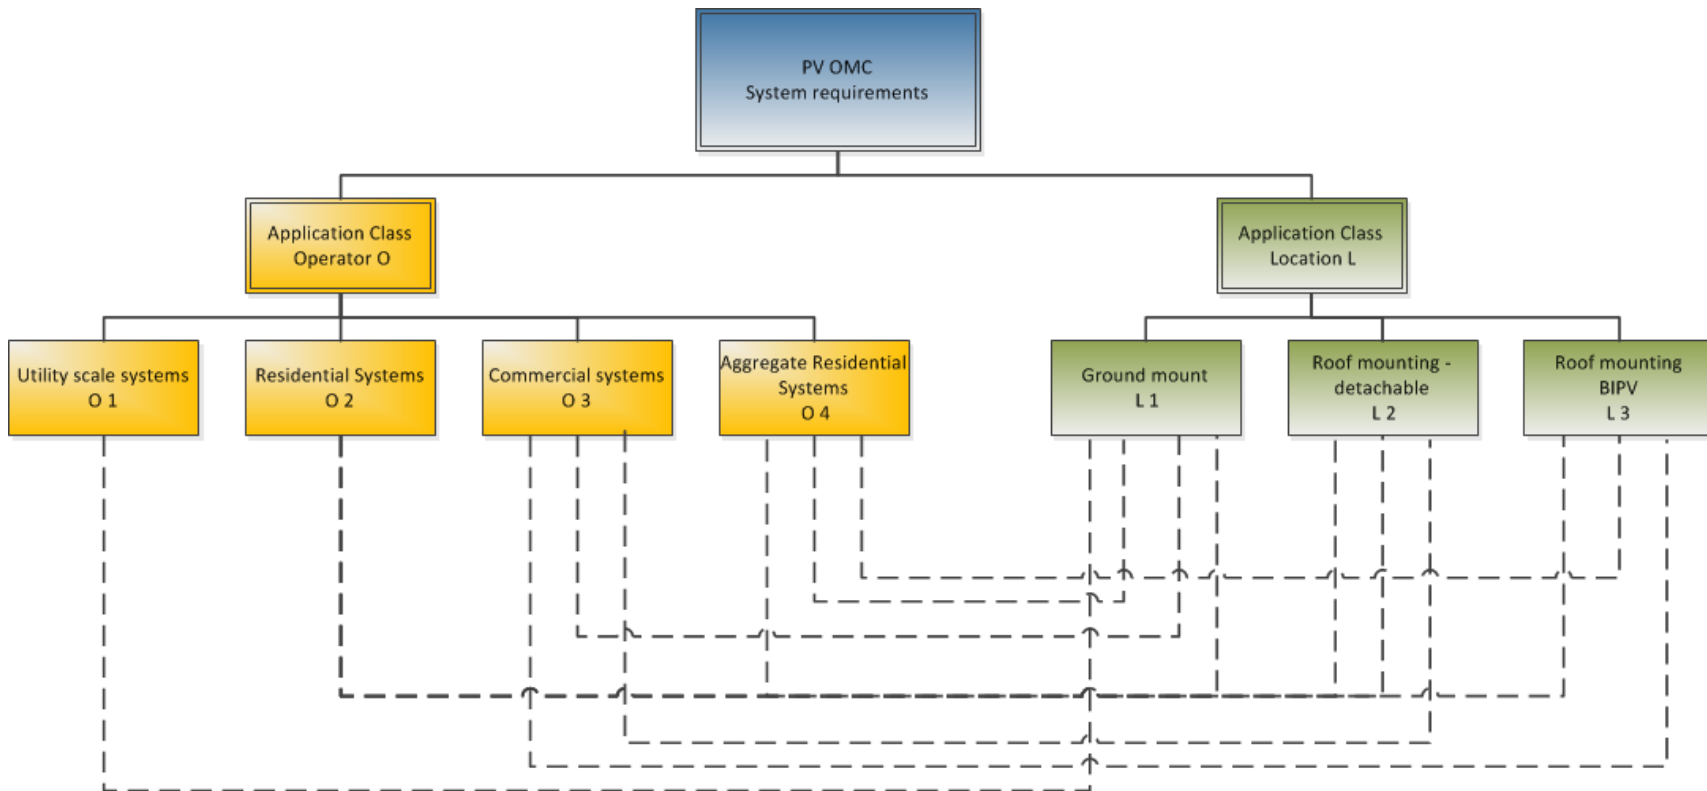 PV OMC
System requirements
Application Class
Operator O
Application Class
Location L
Utility scale systems
O 1
Residential Systems
O 2
Commercial systems
O 3
Aggregate Residential
Systems
O 4
Ground mount
L 1
Roof mounting -
detachable
L 2
Roof mounting
BIPV
L 3